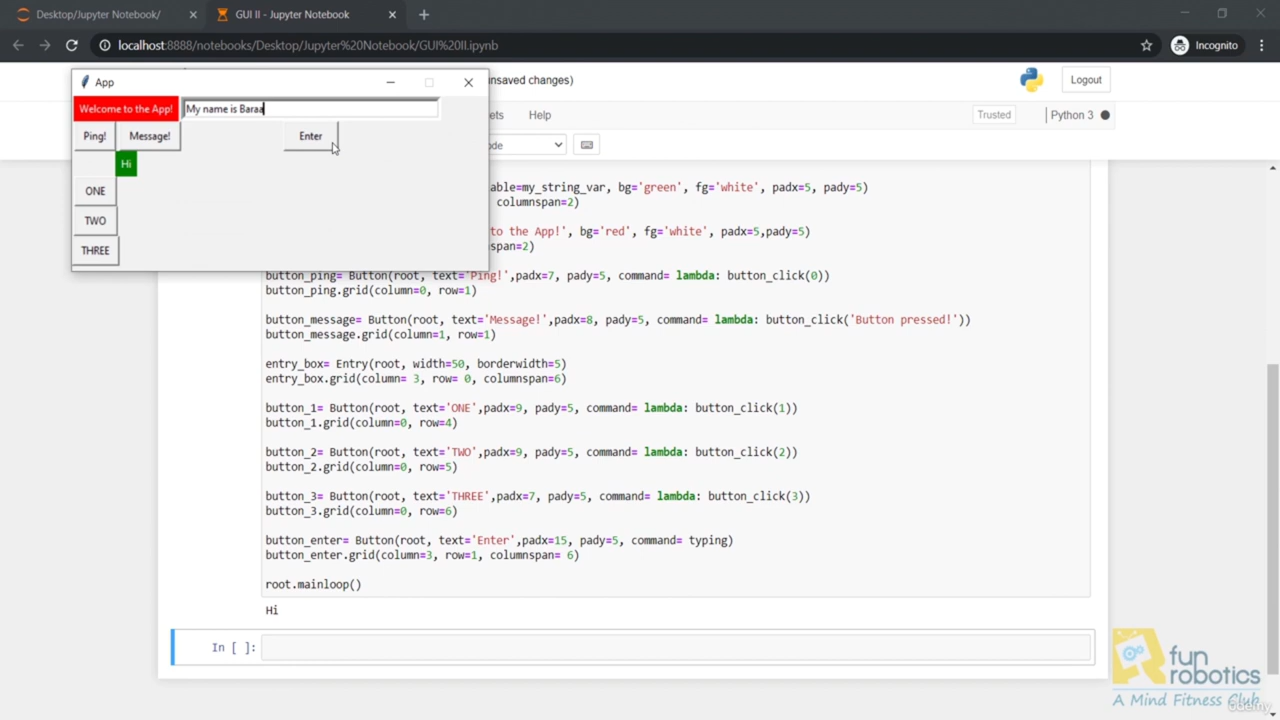 Desktop/Jupyter Notebook/
GUI II - Jupyter Notebook
localhost:8888/notebooks/Desktop/Jupyter%20Notebook/GUI%20II.ipynb
Incognito
App
unsaved changes)
Logout
Welcome to the App!
My name is Baraa
Help
Trusted
Python 3
Ping!
Message!
Enter
Hi
ONE
TWO
THREE
able=my_string_var, bg='green', fg='white', padx=5, pady=5)
columnspan=2)
to the App!', bg='red', fg='white', padx=5,pady=5)
nspan=2)
button_ping= Button(root, text='Ping!',padx=7, pady=5, command= lambda: button_click(0))
button_ping.grid(column=0, row=1)
button_message= Button(root, text='Message!',padx=8, pady=5, command= lambda: button_click('Button pressed!'))
button_message.grid(column=1, row=1)
entry_box= Entry(root, width=50, borderwidth=5)
entry_box.grid(column= 3, row= 0, columnspan=6)
button_1= Button(root, text='ONE',padx=9, pady=5, command= lambda: button_click(1))
button_1.grid(column=0, row=4)
button_2= Button(root, text='TWO',padx=9, pady=5, command= lambda: button_click(2))
button_2.grid(column=0, row=5)
button_3= Button(root, text='THREE',padx=7, pady=5, command= lambda: button_click(3))
button_3.grid(column=0, row=6)
button_enter= Button(root, text='Enter',padx=15, pady=5, command= typing)
button_enter.grid(column=3, row=1, columnspan= 6)
root.mainloop()
Hi
In [ ]:
fun
robotics
A Mind Fitness Club
udemy